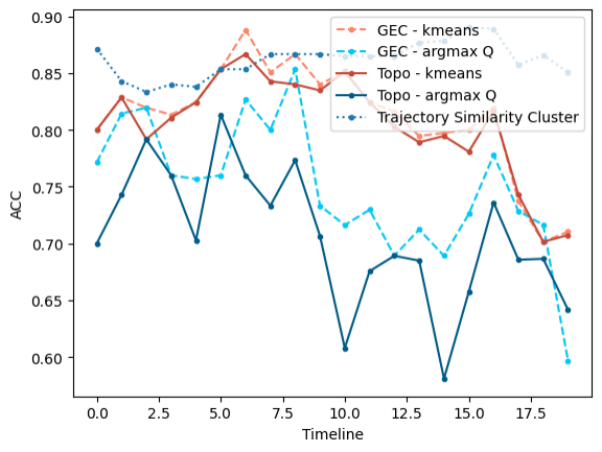 0.90
0.85
0.80
0.75
0.70
0.65
0.60
ACC
GEC - kmeans
GEC - argmax Q
Topo - kmeans
Topo - argmax Q
Trajectory Similarity Cluster
0.0 2.5 5.0 7.5 10.0 12.5 15.0 17.5
Timeline